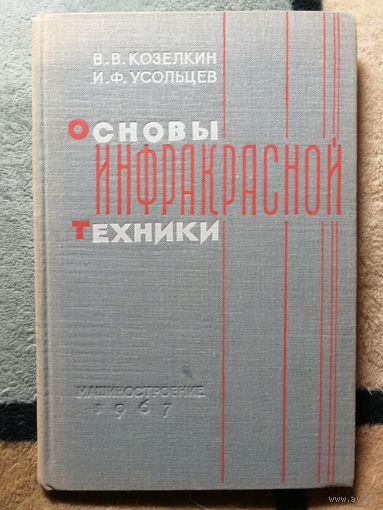 В. В. КОЗЕЛКИН
И. Ф. УСОЛЬЦЕВ
ОСНОВЫ
ИНФРАКРАСНОЙ
ТЕХНИКИ
МАШИНОСТРОЕНИЕ
1967